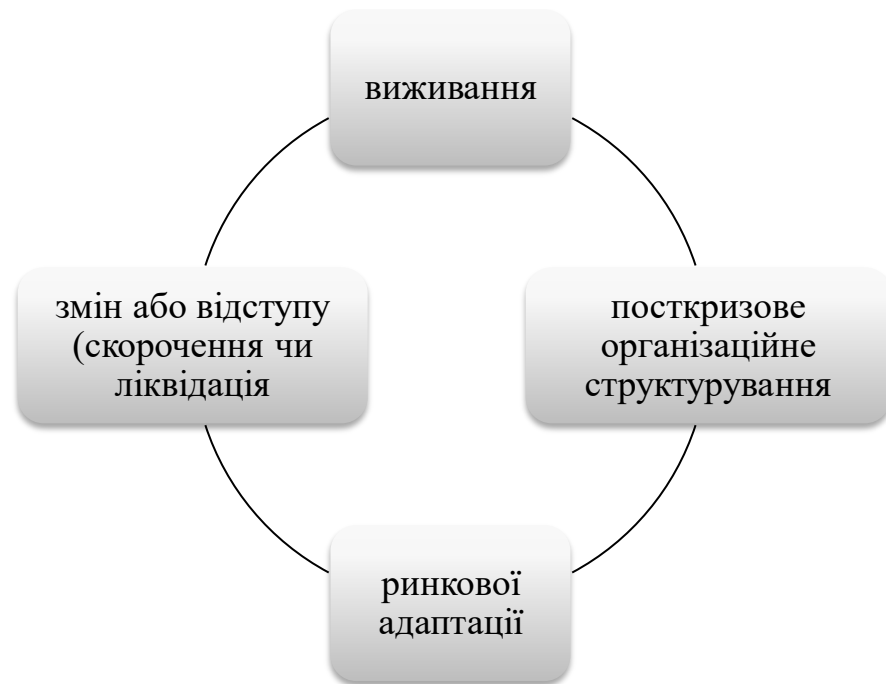 виживання
змін або відступу
(скорочення чи
ліквідація
посткризове
організаційне
структурування
ринкової
адаптації